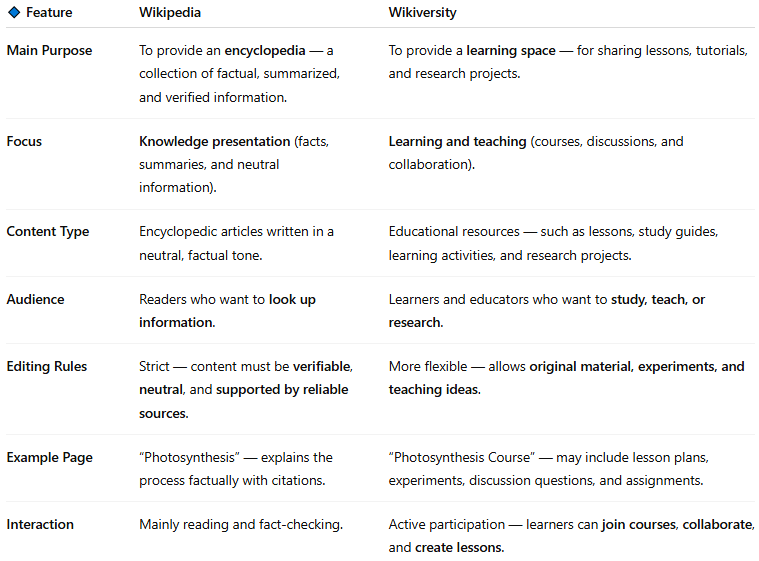 Feature Wikipedia Wikiversity
Main Purpose To provide an encyclopedia — a To provide a learning space — for sharing lessons, tutorials,
collection of factual, summarized, and research projects.
and verified information.
Focus Knowledge presentation (facts, Learning and teaching (courses, discussions, and
summaries, and neutral collaboration).
information).
Content Type Encyclopedic articles written in a Educational resources — such as lessons, study guides,
neutral, factual tone. learning activities, and research projects.
Audience Readers who want to look up Learners and educators who want to study, teach, or
information. research.
Editing Rules Strict — content must be verifiable, More flexible — allows original material, experiments, and
neutral, and supported by reliable teaching ideas.
sources.
Example Page “Photosynthesis” — explains the “Photosynthesis Course” — may include lesson plans,
process factually with citations. experiments, discussion questions, and assignments.
Interaction Mainly reading and fact-checking. Active participation — learners can join courses, collaborate,
and create lessons.